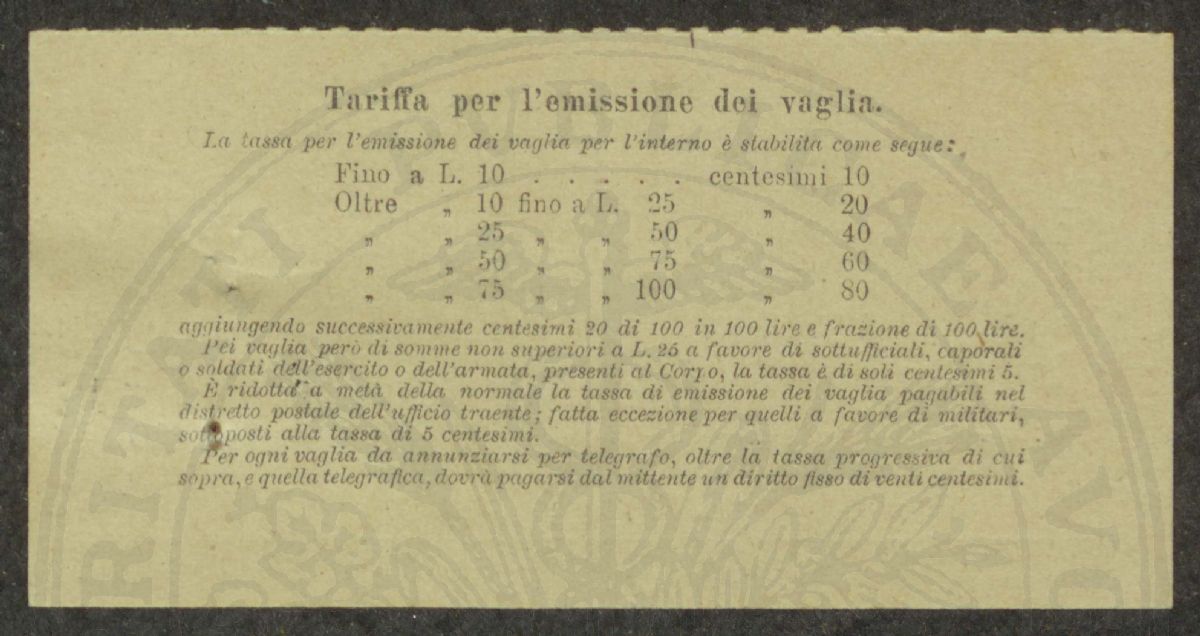 Tariffa per l'emissione dei vaglia.
La tassa per l'emissione dei vaglia per l'interno è stabilita come segue:
Fino a L. 10 . . . . . centesimi 10
Oltre „ 10 fino a L. 25 „ 20
„ „ 25 „ „ 50 „ 40
„ „ 50 „ „ 75 „ 60
„ „ 75 „ „ 100 „ 80
aggiungendo successivamente centesimi 20 di 100 in 100 lire e frazione di 100 lire.
Pei vaglia però di somme non superiori a L. 25 a favore di sottufficiali, caporali
o soldati dell'esercito o dell'armata, presenti al Corpo, la tassa è di soli centesimi 5.
È ridotta a metà della normale la tassa di emissione dei vaglia pagabili nel
distretto postale dell'ufficio traente; fatta eccezione per quelli a favore di militari,
sottoposti alla tassa di 5 centesimi.
Per ogni vaglia da annunziarsi per telegrafo, oltre la tassa progressiva di cui
sopra, e quella telegrafica, dovrà pagarsi dal mittente un diritto fisso di venti centesimi.